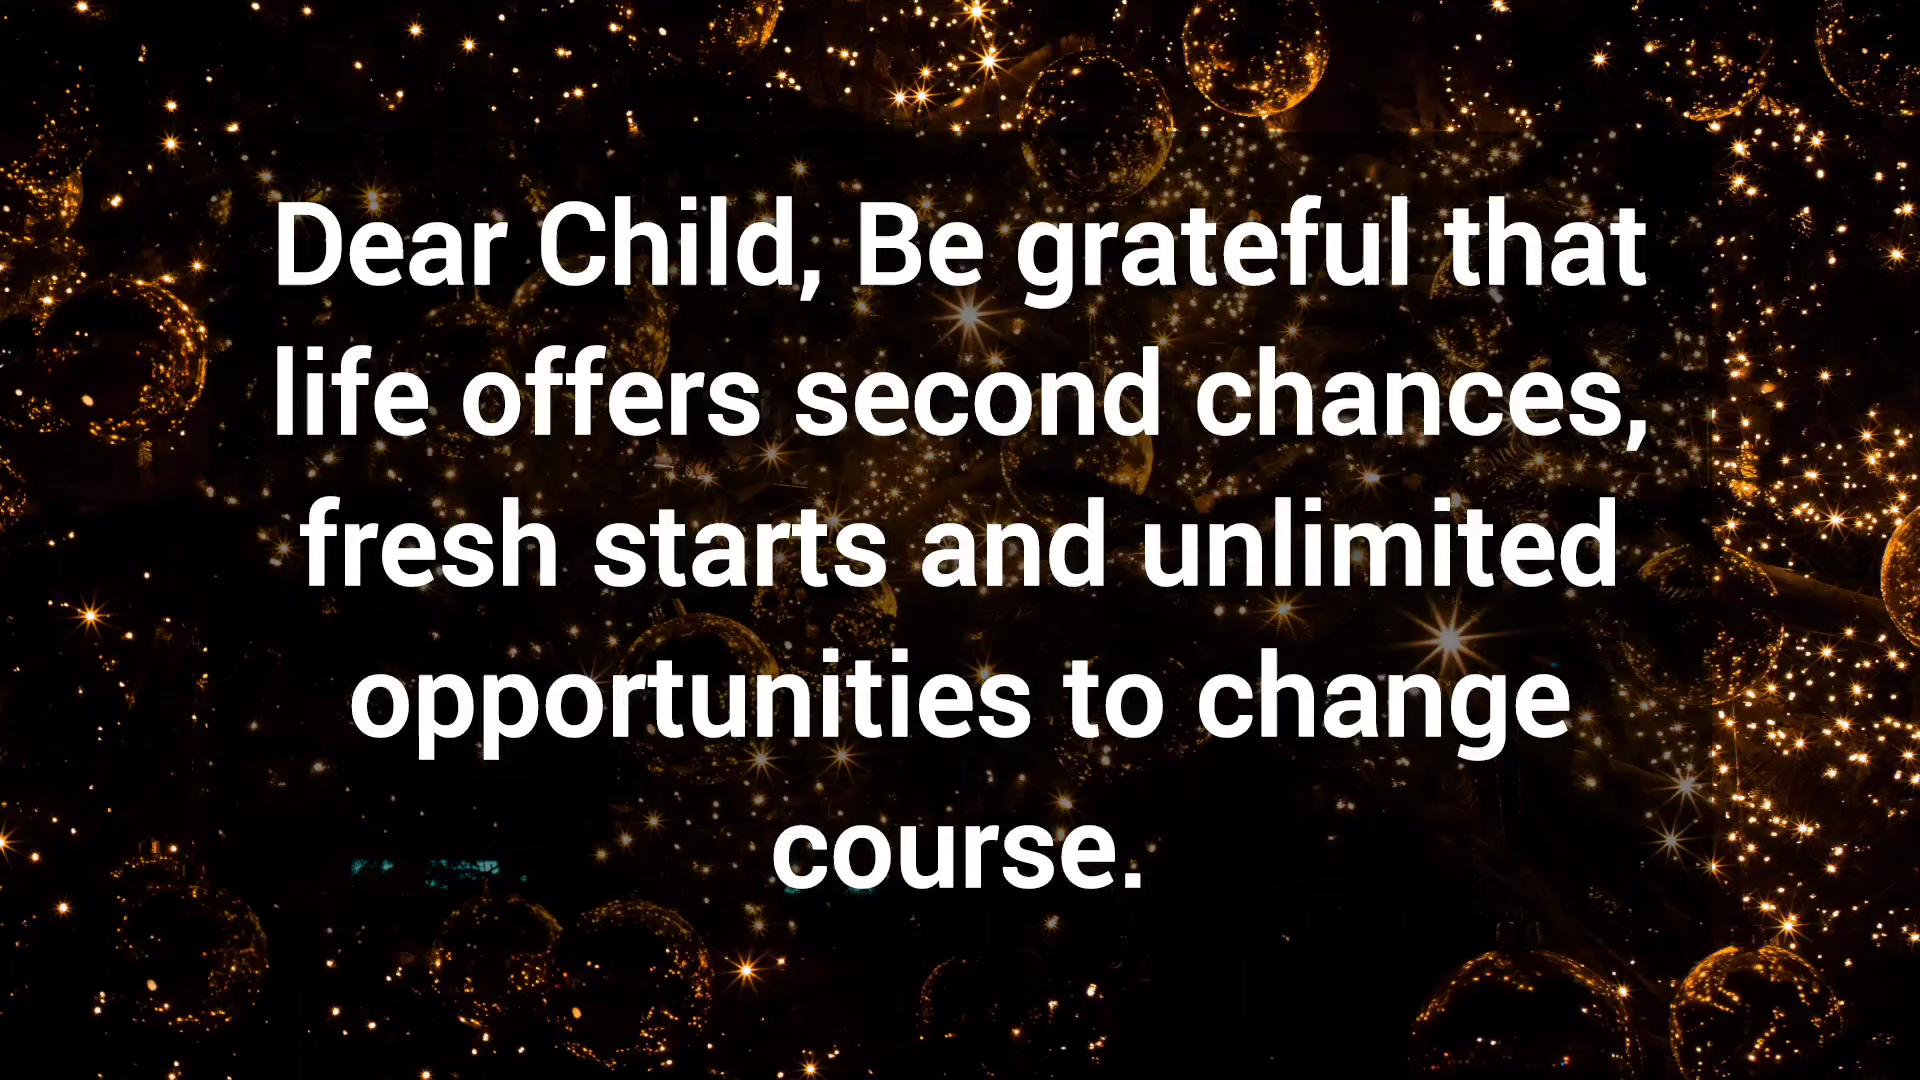 Dear Child, Be grateful that
life offers second chances,
fresh starts and unlimited
opportunities to change
course.